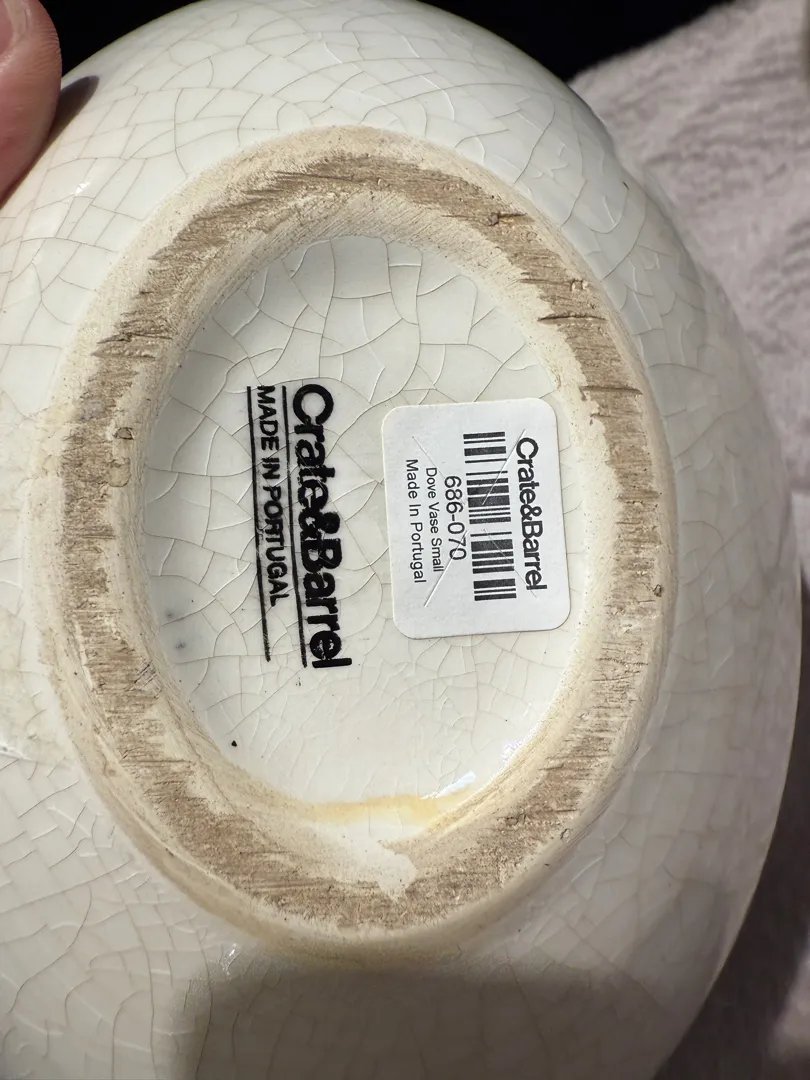 Crate&Barrel
MADE IN PORTUGAL
Crate&Barrel
686-070
Dove Vase Small
Made In Portugal